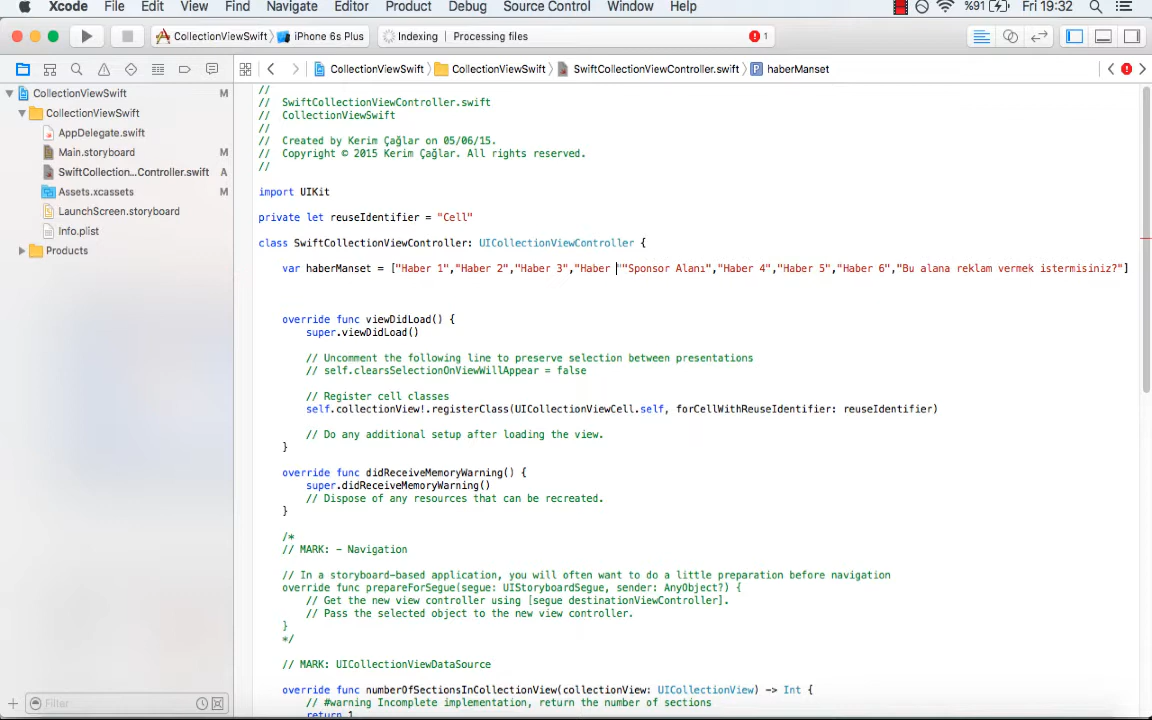 Xcode File Edit View Find Navigate Editor Product Debug Source Control Window Help %91 Fri 19:32
CollectionViewSwift iPhone 6s Plus Indexing | Processing files 1
CollectionViewSwift CollectionViewSwift SwiftCollectionViewController.swift P haberManset
CollectionViewSwift M
CollectionViewSwift
AppDelegate.swift
Main.storyboard M
SwiftCollection...Controller.swift A
Assets.xcassets M
LaunchScreen.storyboard
Info.plist
Products
Filter
//
//  SwiftCollectionViewController.swift
//  CollectionViewSwift
//
//  Created by Kerim Çağlar on 05/06/15.
//  Copyright © 2015 Kerim Çağlar. All rights reserved.
//
import UIKit
private let reuseIdentifier = "Cell"
class SwiftCollectionViewController: UICollectionViewController {
var haberManset = ["Haber 1","Haber 2","Haber 3","Haber ""Sponsor Alanı","Haber 4","Haber 5","Haber 6","Bu alana reklam vermek istermisiniz?"]
override func viewDidLoad() {
super.viewDidLoad()
// Uncomment the following line to preserve selection between presentations
// self.clearsSelectionOnViewWillAppear = false
// Register cell classes
self.collectionView!.registerClass(UICollectionViewCell.self, forCellWithReuseIdentifier: reuseIdentifier)
// Do any additional setup after loading the view.
}
override func didReceiveMemoryWarning() {
super.didReceiveMemoryWarning()
// Dispose of any resources that can be recreated.
}
/*
// MARK: - Navigation
// In a storyboard-based application, you will often want to do a little preparation before navigation
override func prepareForSegue(segue: UIStoryboardSegue, sender: AnyObject?) {
// Get the new view controller using [segue destinationViewController].
// Pass the selected object to the new view controller.
}
*/
// MARK: UICollectionViewDataSource
override func numberOfSectionsInCollectionView(collectionView: UICollectionView) -> Int {
// #warning Incomplete implementation, return the number of sections
return 1